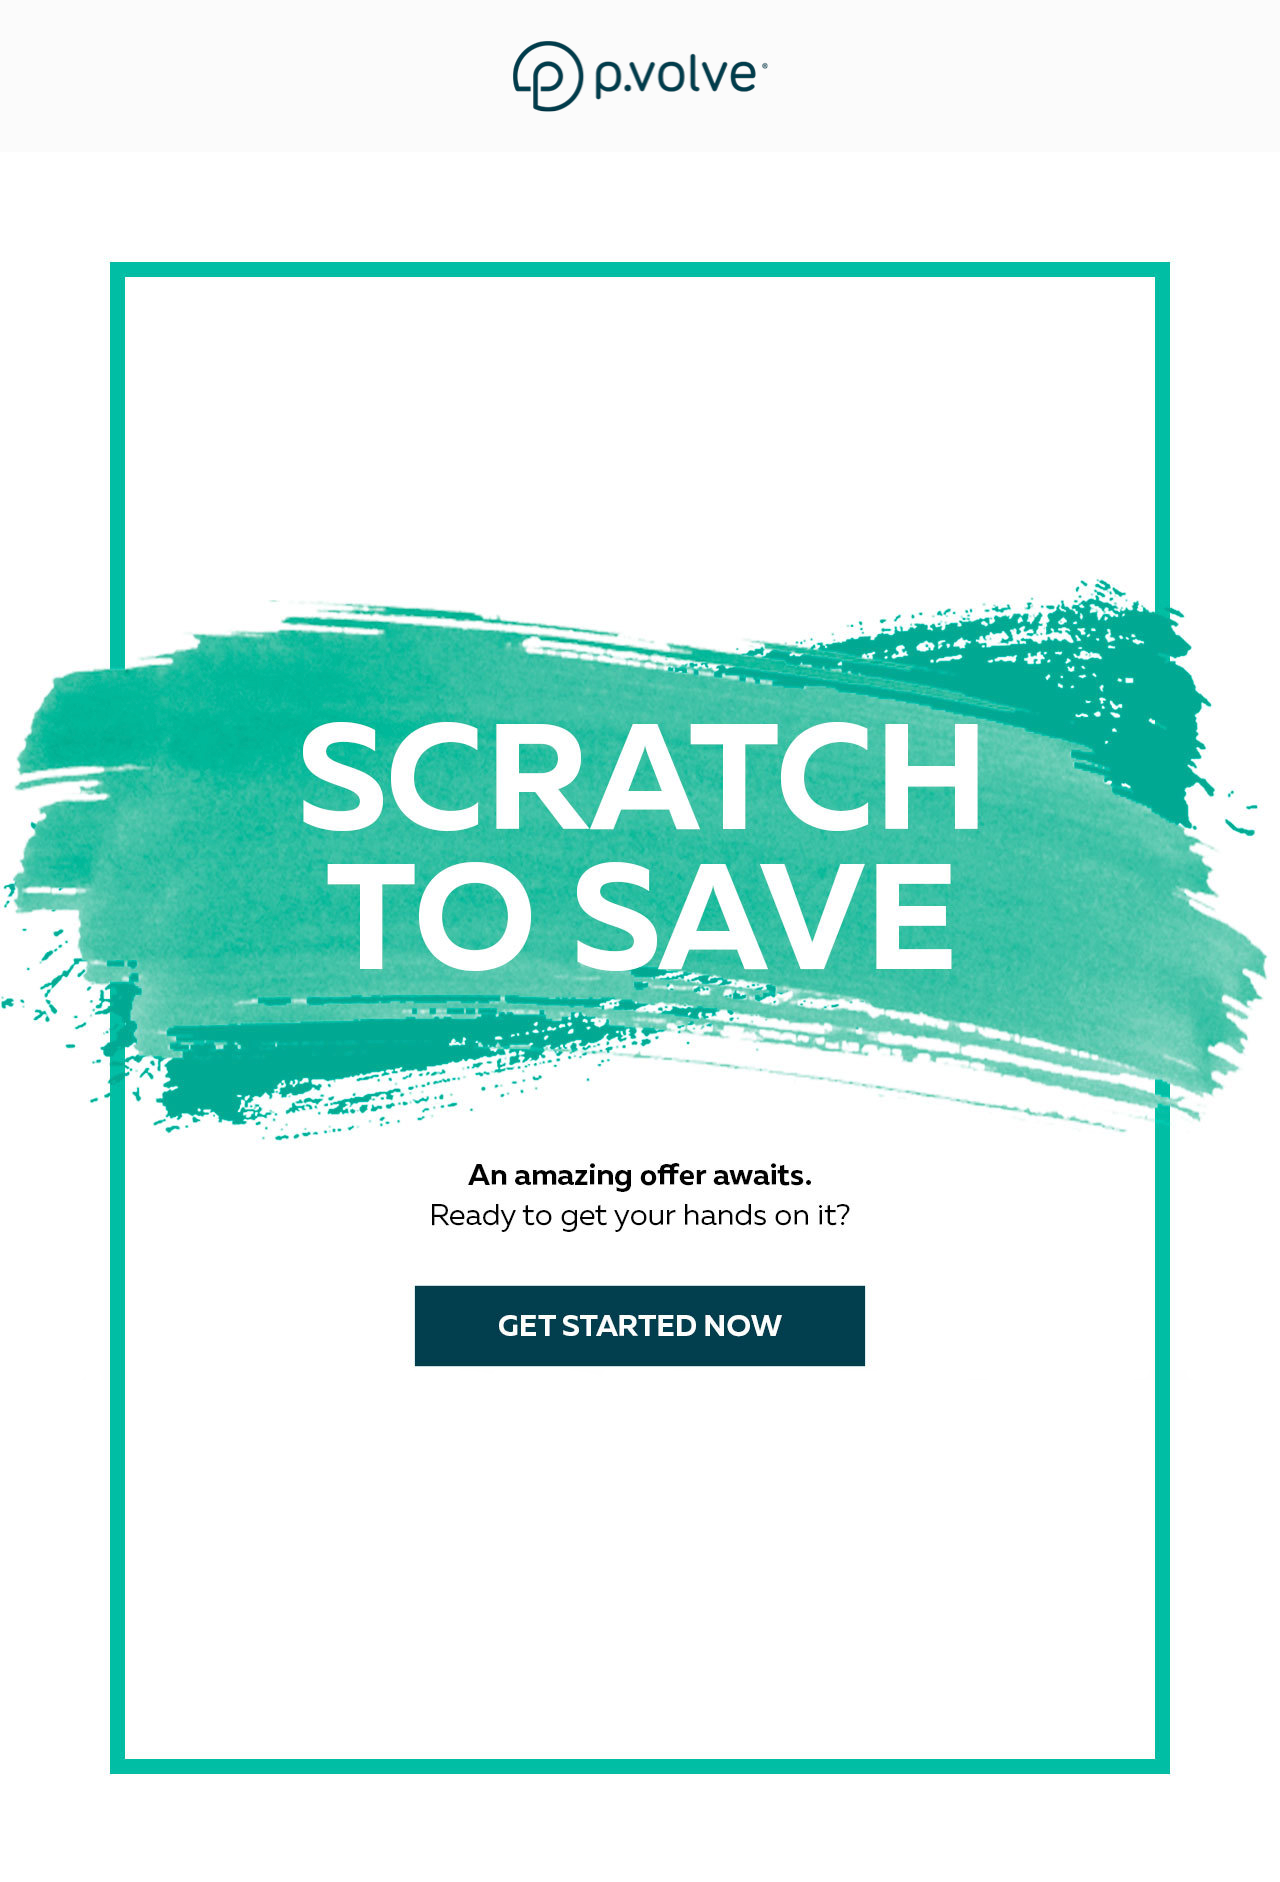 p.volve®
SCRATCH
TO SAVE
An amazing offer awaits.
Ready to get your hands on it?
GET STARTED NOW